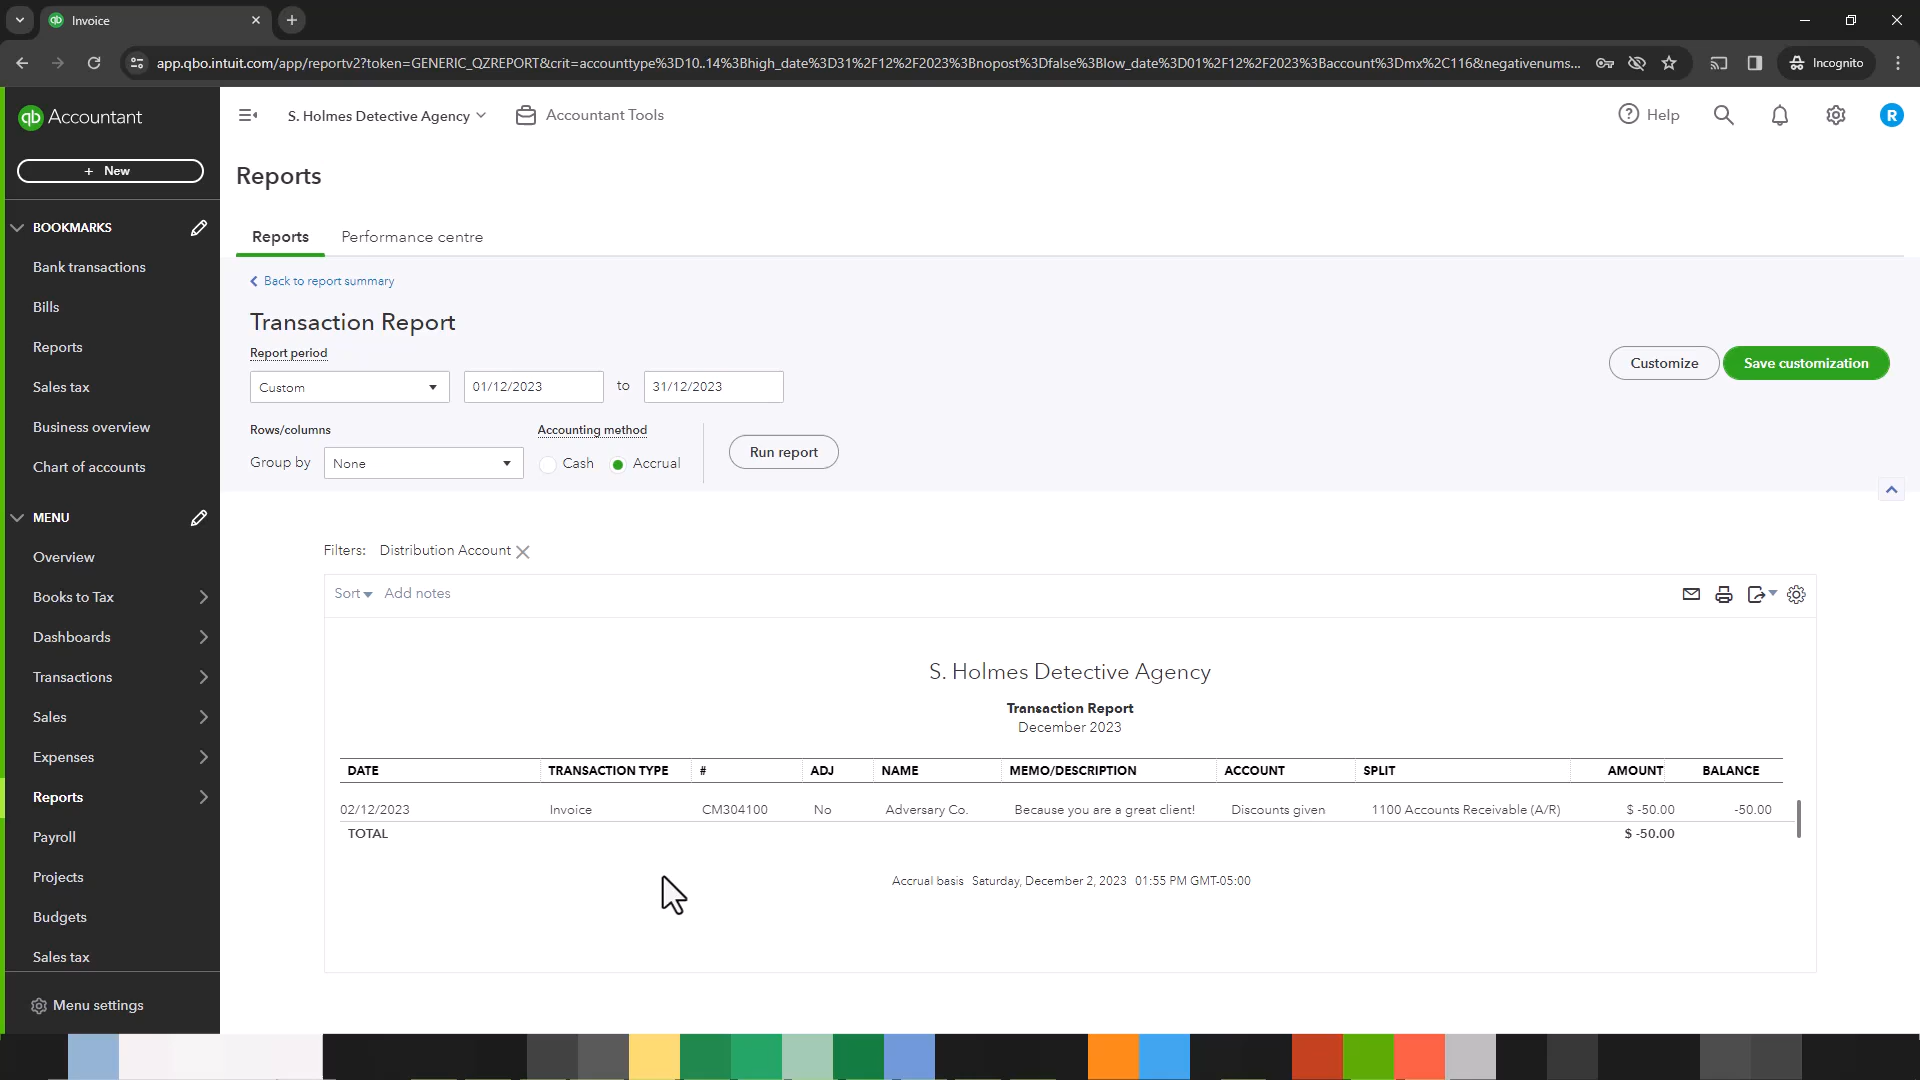 Invoice
app.qbo.intuit.com/app/reportv2?token=GENERIC_QZREPORT&crit=accounttype%3D10..14%3Bhigh_date%3D31%2F12%2F2023%3Bnopost%3Dfalse%3Blow_date%3D01%2F12%2F2023%3Baccount%3Dmx%2C116&negativenums...
Incognito
qb Accountant
S. Holmes Detective Agency
Accountant Tools
Help
R
+ New
Reports
BOOKMARKS
Bank transactions
Bills
Reports
Sales tax
Business overview
Chart of accounts
MENU
Overview
Books to Tax
Dashboards
Transactions
Sales
Expenses
Reports
Payroll
Projects
Budgets
Sales tax
Menu settings
Reports Performance centre
Back to report summary
Transaction Report
Report period
Custom 01/12/2023 to 31/12/2023
Customize Save customization
Rows/columns Accounting method
Group by None Cash Accrual Run report
Filters: Distribution Account
Sort Add notes
S. Holmes Detective Agency
Transaction Report
December 2023
DATE TRANSACTION TYPE # ADJ NAME MEMO/DESCRIPTION ACCOUNT SPLIT AMOUNT BALANCE
02/12/2023 Invoice CM304100 No Adversary Co. Because you are a great client! Discounts given 1100 Accounts Receivable (A/R) $ -50.00 -50.00
TOTAL $ -50.00
Accrual basis Saturday, December 2, 2023 01:55 PM GMT-05:00